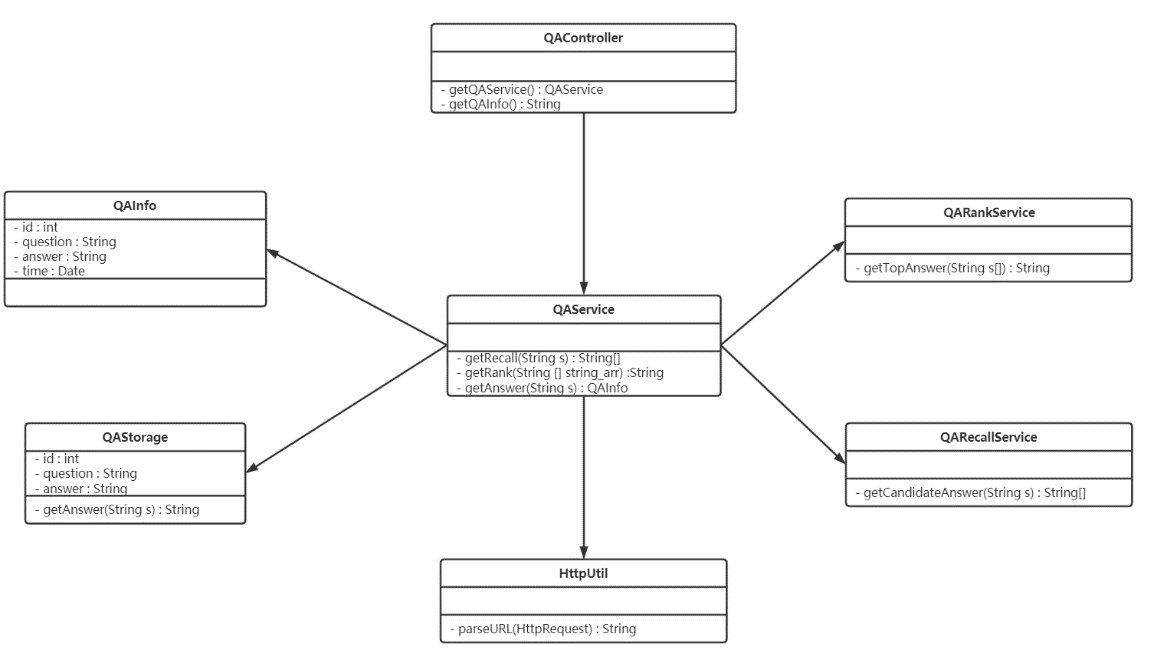 QAController
- getQAService() : QAService
- getQAInfo() : String
QAInfo
- id : int
- question : String
- answer : String
- time : Date
QARankService
- getTopAnswer(String s[]) : String
QAService
- getRecall(String s) : String[]
- getRank(String [] string_arr) :String
- getAnswer(String s) : QAInfo
QAStorage
- id : int
- question : String
- answer : String
- getAnswer(String s) : String
QARecallService
- getCandidateAnswer(String s) : String[]
HttpUtil
- parseURL(HttpRequest) : String